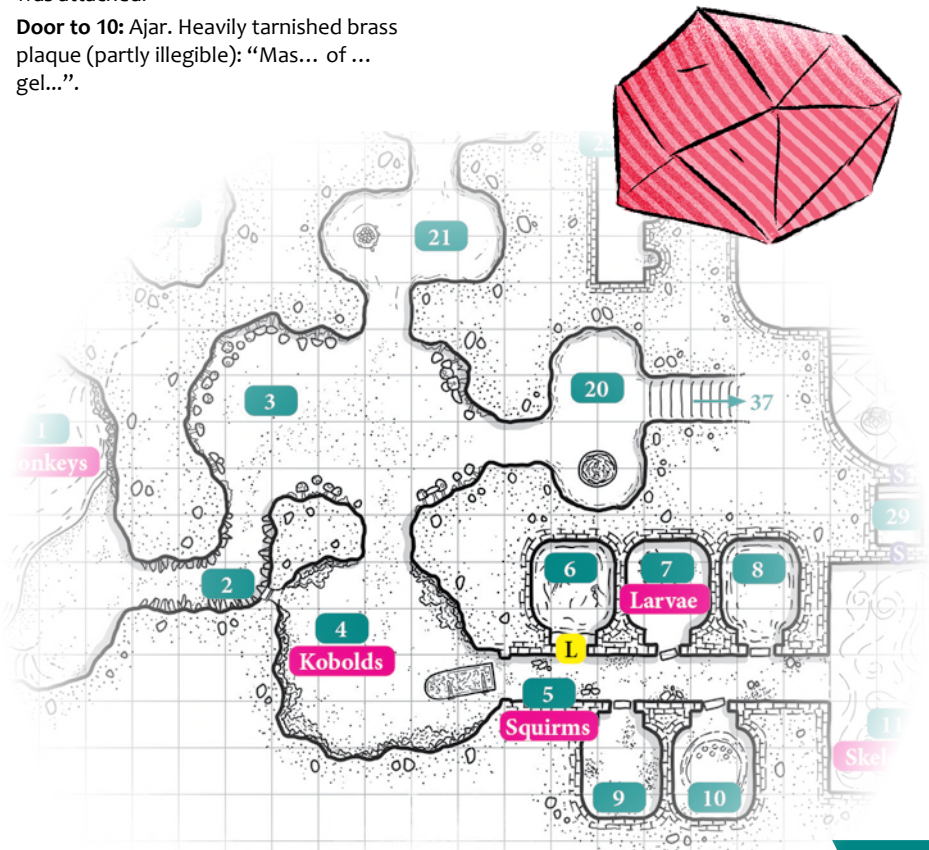 Door to 10: Ajar. Heavily tarnished brass
plaque (partly illegible): “Mas… of …
gel...”.
21
20
37
3
1
onkeys
S
29
S
2
6
7
8
Larvae
4
Kobolds
L
5
Squirms
11
Skel
9
10